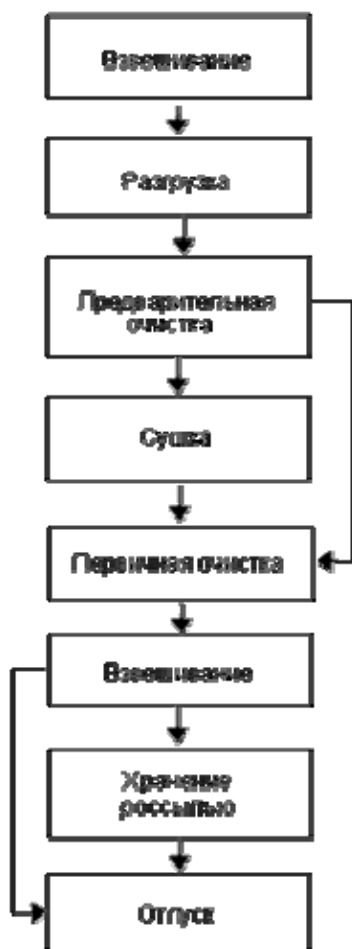 Взвешивание
Разгрузка
Предварительная
очистка
Сушка
Первичная очистка
Взвешивание
Хранение
россыпью
Отпуск